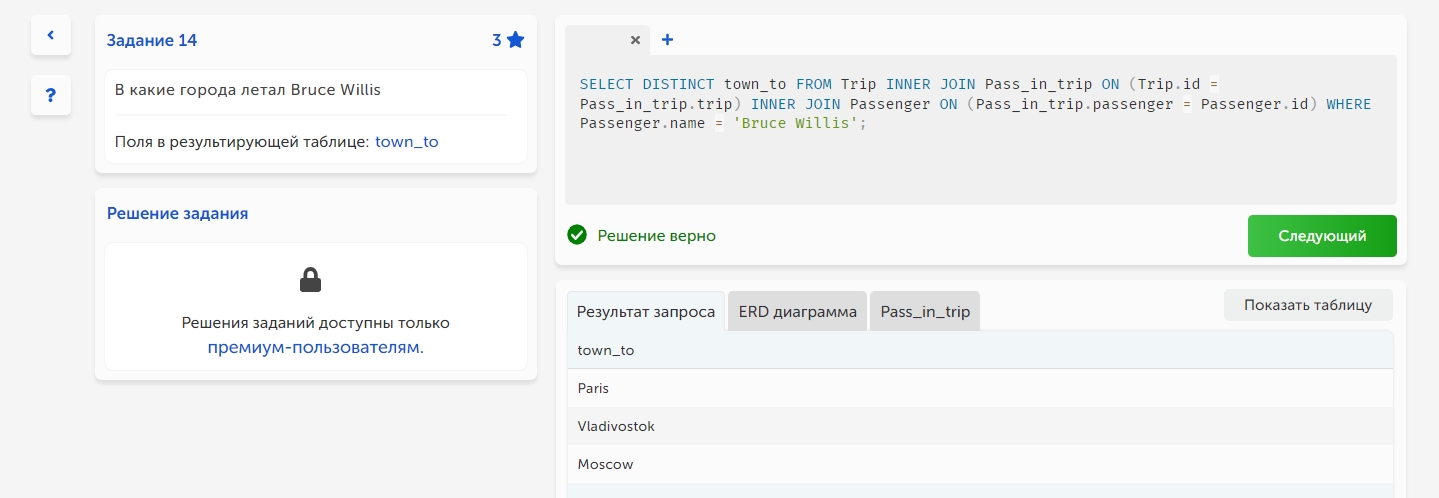 Задание 14
3
В какие города летал Bruce Willis
Поля в результирующей таблице: town_to
?
Решение задания
Решения заданий доступны только
премиум-пользователям.
SELECT DISTINCT town_to FROM Trip INNER JOIN Pass_in_trip ON (Trip.id =
Pass_in_trip.trip) INNER JOIN Passenger ON (Pass_in_trip.passenger = Passenger.id) WHERE
Passenger.name = 'Bruce Willis';
Решение верно
Следующий
Результат запроса
ERD диаграмма
Pass_in_trip
Показать таблицу
town_to
Paris
Vladivostok
Moscow